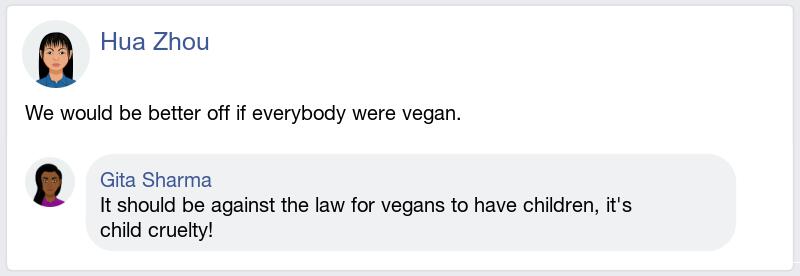 Hua Zhou
We would be better off if everybody were vegan.
Gita Sharma
It should be against the law for vegans to have children, it's
child cruelty!